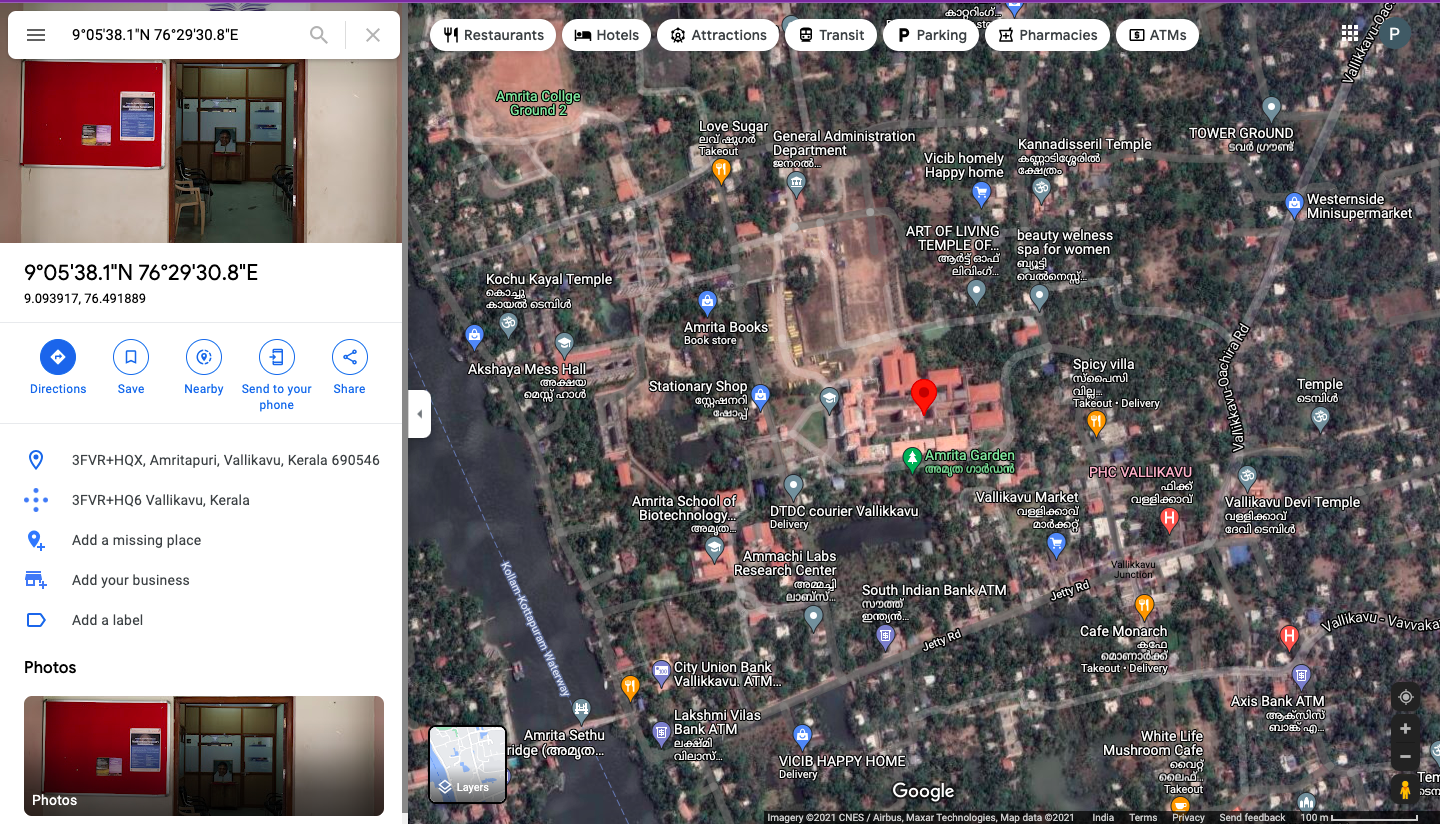 9°05'38.1"N 76°29'30.8"E
9°05'38.1"N 76°29'30.8"E
9.093917, 76.491889
Directions
Save
Nearby
Send to your
phone
Share
3FVR+HQX, Amritapuri, Vallikavu, Kerala 690546
3FVR+HQ6 Vallikavu, Kerala
Add a missing place
Add your business
Add a label
Photos
Photos
Restaurants
Hotels
Attractions
Transit
Parking
Pharmacies
ATMs
P
കാറ്ററിംഗ്...
Vallikkavu-Oac
Amrita Collge
Ground 2
Love Sugar
ലവ് ഷുഗർ
Takeout
General Administration
Department
ജനറൽ...
Vicib homely
Happy home
Kannadisseril Temple
കണ്ണാടിശ്ശേരിൽ
ക്ഷേത്രം
TOWER GRoUND
ടവർ ഗ്രൗണ്ട്
Westernside
Minisupermarket
ART OF LIVING
TEMPLE OF...
ആർട്ട് ഓഫ്
ലിവിംഗ്...
beauty welness
spa for women
ബ്യൂട്ടി
വെൽനെസ്സ്...
Kochu Kayal Temple
കൊച്ചു
കായൽ ടെമ്പിൾ
Amrita Books
Book store
Akshaya Mess Hall
അക്ഷയ
മെസ്സ് ഹാൾ
Stationary Shop
സ്റ്റേഷനറി
ഷോപ്പ്
Spicy villa
സ്പൈസി
വില്ല...
Takeout • Delivery
Vallikkavu-Oachira Rd
Temple
ടെമ്പിൾ
Amrita Garden
അമൃത ഗാർഡൻ
PHC VALLIKAVU
ഫിക്ക്
വള്ളിക്കാവ്
Vallikavu Market
വള്ളിക്കാവ്
മാർക്കറ്റ്
Vallikavu Devi Temple
വള്ളിക്കാവ്
ദേവി ടെമ്പിൾ
Amrita School of
Biotechnology...
അമൃത...
DTDC courier Vallikkavu
Delivery
Ammachi Labs
Research Center
അമ്മച്ചി
ലാബ്സ്...
Vallikkavu
Junction
South Indian Bank ATM
സൗത്ത്
ഇന്ത്യൻ...
Jetty Rd
Jetty Rd
Kollam-Kottapuram Waterway
Cafe Monarch
കഫേ
മൊണാർക്ക്
Takeout • Delivery
Vallikavu - Vavvaka
City Union Bank
Vallikkavu. ATM...
Axis Bank ATM
ആക്സിസ്
ബാങ്ക് എ...
Lakshmi Vilas
Bank ATM
ലക്ഷ്മി
വിലാസ്...
Amrita Sethu
ridge (അമൃത...
VICIB HAPPY HOME
Delivery
White Life
Mushroom Cafe
വൈറ്റ്
ലൈഫ്...
Takeout
Layers
Google
Imagery ©2021 CNES / Airbus, Maxar Technologies, Map data ©2021
India
Terms
Privacy
Send feedback
100 m